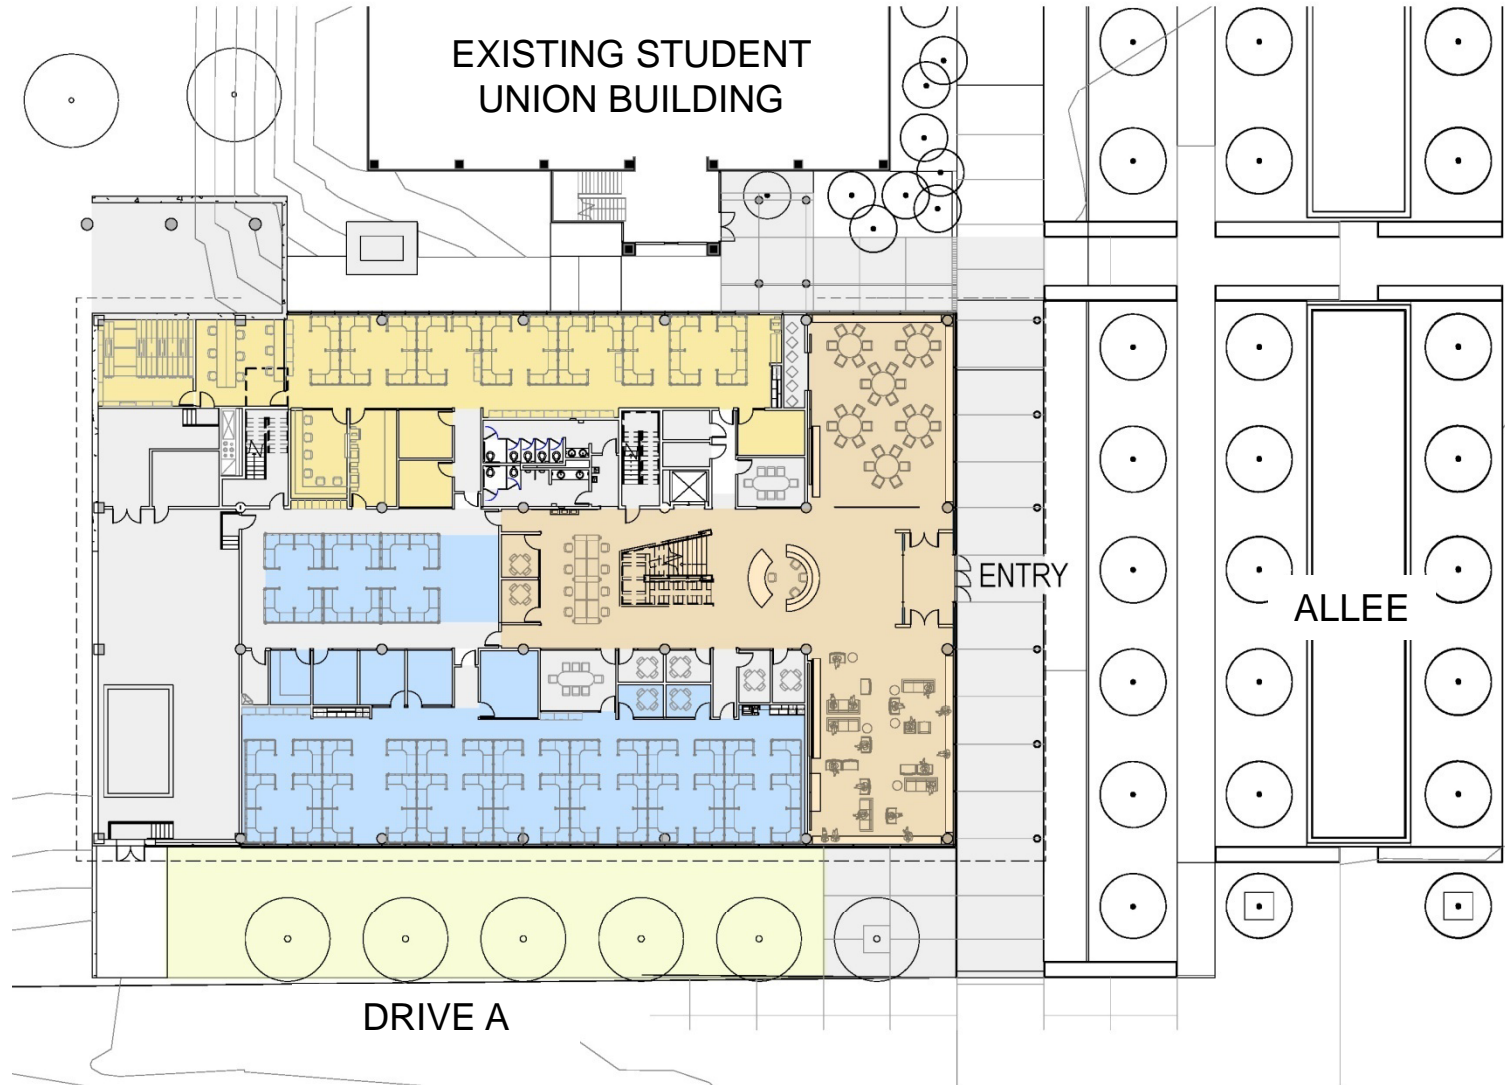 EXISTING STUDENT
UNION BUILDING
ENTRY
ALLEE
DRIVE A